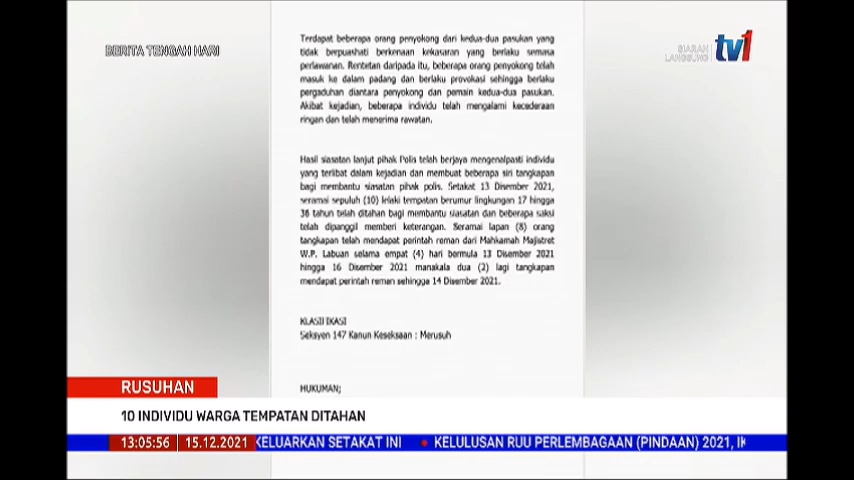 BERITA TENGAH HARI
SIARAN
LANGSUNG
tv1
Terdapat beberapa orang penyokong dari kedua-dua pasukan yang
tidak berpuashati berkenaan kekasaran yang berlaku semasa
perlawanan. Rentetan daripada itu, beberapa orang penyokong telah
masuk ke dalam padang dan berlaku provokasi sehingga berlaku
pergaduhan diantara penyokong dan pemain kedua-dua pasukan.
Akibat kejadian, beberapa individu telah mengalami kecederaan
ringan dan telah menerima rawatan.
Hasil siasatan lanjut pihak Polis telah berjaya mengenalpasti individu
yang terlibat dalam kejadian dan membuat beberapa siri tangkapan
bagi membantu siasatan pihak polis. Setakat 13 Disember 2021,
seramai sepuluh (10) lelaki tempatan berumur lingkungan 17 hingga
36 tahun telah ditahan bagi membantu siasatan dan beberapa saksi
telah dipanggil memberi keterangan. Seramai lapan (8) orang
tangkapan telah mendapat perintah reman dari Mahkamah Majistret
W.P. Labuan selama empat (4) hari bermula 13 Disember 2021
hingga 16 Disember 2021 manakala dua (2) lagi tangkapan
mendapat perintah reman sehingga 14 Disember 2021.
KLASIFIKASI
Seksyen 147 Kanun Keseksaan : Merusuh
HUKUMAN;
RUSUHAN
10 INDIVIDU WARGA TEMPATAN DITAHAN
13:05:56 15.12.2021 KELUARKAN SETAKAT INI • KELULUSAN RUU PERLEMBAGAAN (PINDAAN) 2021,